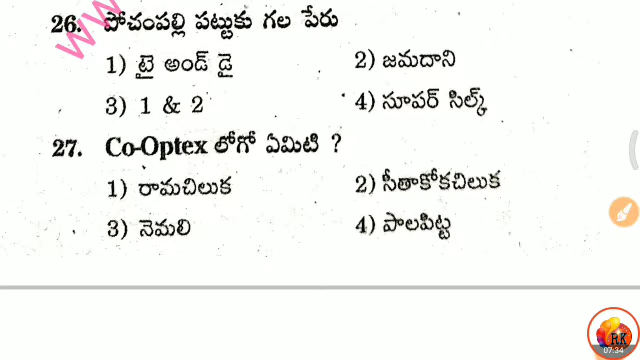 26. పోచంపల్లి పట్టుకు గల పేరు
1) టై అండ్ డై 2) జమదాని
3) 1 & 2 4) సూపర్ సిల్క్
27. Co-Optex లోగో ఏమిటి ?
1) రామచిలుక 2) సీతాకోకచిలుక
3) నెమలి 4) పాలపిట్ట
RK
07:34